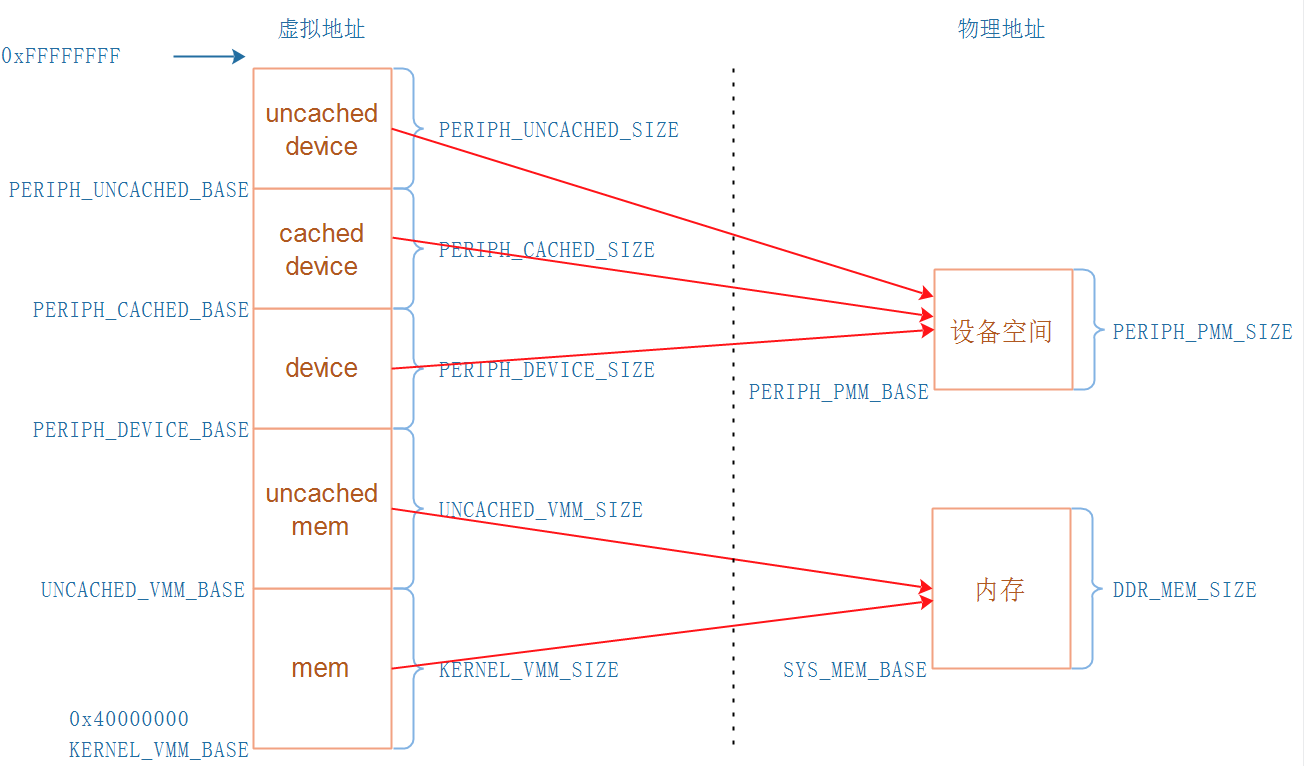 虚拟地址
物理地址
0xFFFFFFFF
uncached
device
PERIPH_UNCACHED_SIZE
PERIPH_UNCACHED_BASE
cached
device
PERIPH_CACHED_SIZE
PERIPH_CACHED_BASE
设备空间
PERIPH_PMM_SIZE
device
PERIPH_DEVICE_SIZE
PERIPH_PMM_BASE
PERIPH_DEVICE_BASE
uncached
mem
UNCACHED_VMM_SIZE
UNCACHED_VMM_BASE
内存
DDR_MEM_SIZE
mem
KERNEL_VMM_SIZE
SYS_MEM_BASE
0x40000000
KERNEL_VMM_BASE